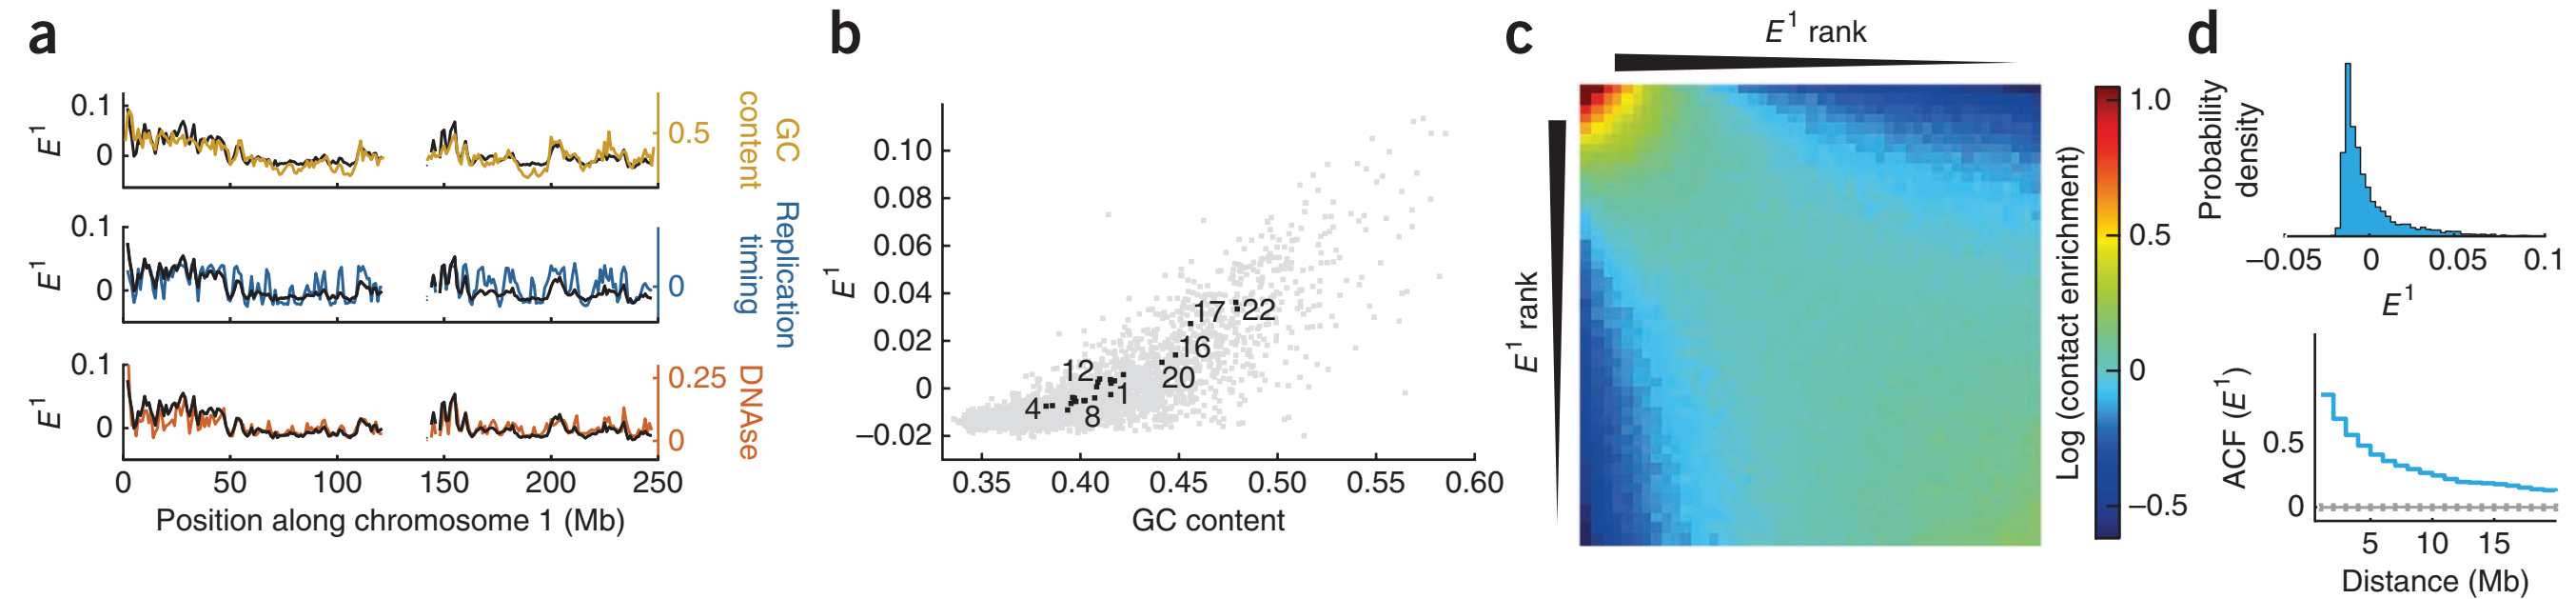 a
0.1
0
E1
0.5
GC
content
0.1
0
E1
0
Replication
timing
0.1
0
E1
0.25
0
DNAse
0
50
100
150
200
250
Position along chromosome 1 (Mb)
b
0.10
0.08
0.06
0.04
0.02
0
–0.02
E1
17
22
16
12
20
1
4
8
0.35
0.40
0.45
0.50
0.55
0.60
GC content
c
E1 rank
E1 rank
1.0
0.5
0
–0.5
Log (contact enrichment)
d
Probability
density
–0.05
0
0.05
0.1
E1
ACF (E1)
0.5
0
5
10
15
Distance (Mb)